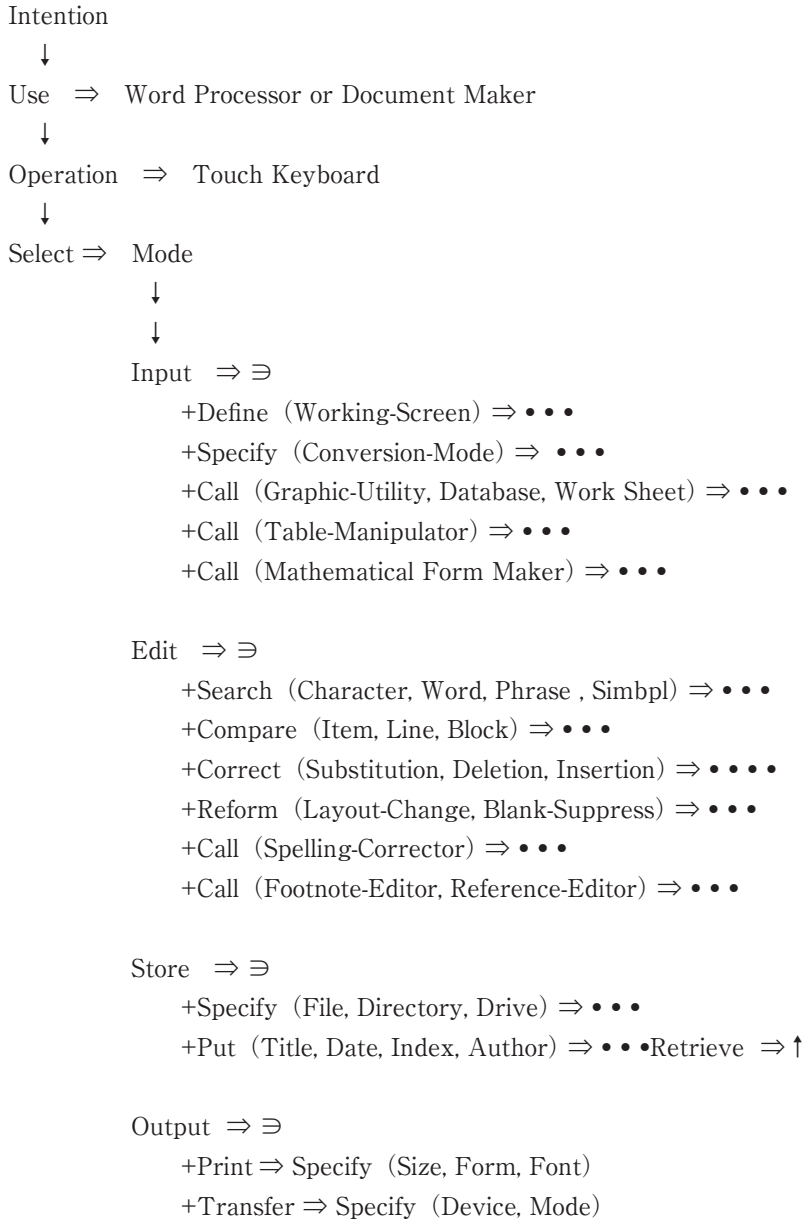 Intention
↓
Use ⇒ Word Processor or Document Maker
↓
Operation ⇒ Touch Keyboard
↓
Select ⇒ Mode
↓
↓
Input ⇒ ∋
+Define (Working-Screen) ⇒ • • •
+Specify (Conversion-Mode) ⇒ • • •
+Call (Graphic-Utility, Database, Work Sheet) ⇒ • • •
+Call (Table-Manipulator) ⇒ • • •
+Call (Mathematical Form Maker) ⇒ • • •
Edit ⇒ ∋
+Search (Character, Word, Phrase , Simbpl) ⇒ • • •
+Compare (Item, Line, Block) ⇒ • • •
+Correct (Substitution, Deletion, Insertion) ⇒ • • • •
+Reform (Layout-Change, Blank-Suppress) ⇒ • • •
+Call (Spelling-Corrector) ⇒ • • •
+Call (Footnote-Editor, Reference-Editor) ⇒ • • •
Store ⇒ ∋
+Specify (File, Directory, Drive) ⇒ • • •
+Put (Title, Date, Index, Author) ⇒ • • •Retrieve ⇒ ↑
Output ⇒ ∋
+Print ⇒ Specify (Size, Form, Font)
+Transfer ⇒ Specify (Device, Mode)